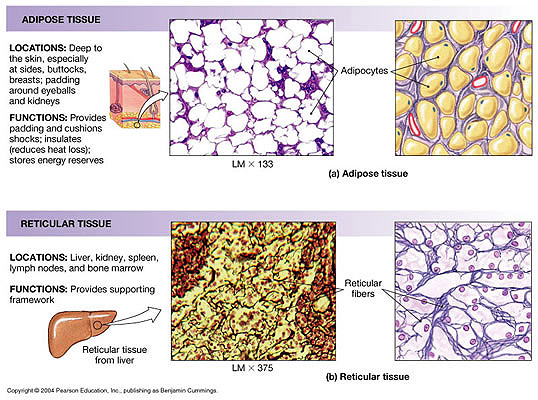 ADIPOSE TISSUE
LOCATIONS: Deep to
the skin, especially
at sides, buttocks,
breasts; padding
around eyeballs
and kidneys
FUNCTIONS: Provides
padding and cushions
shocks; insulates
(reduces heat loss);
stores energy reserves
Adipocytes
LM × 133
(a) Adipose tissue
RETICULAR TISSUE
LOCATIONS: Liver, kidney, spleen,
lymph nodes, and bone marrow
FUNCTIONS: Provides supporting
framework
Reticular tissue
from liver
Reticular
fibers
LM × 375
(b) Reticular tissue
Copyright © 2004 Pearson Education, Inc., publishing as Benjamin Cummings.